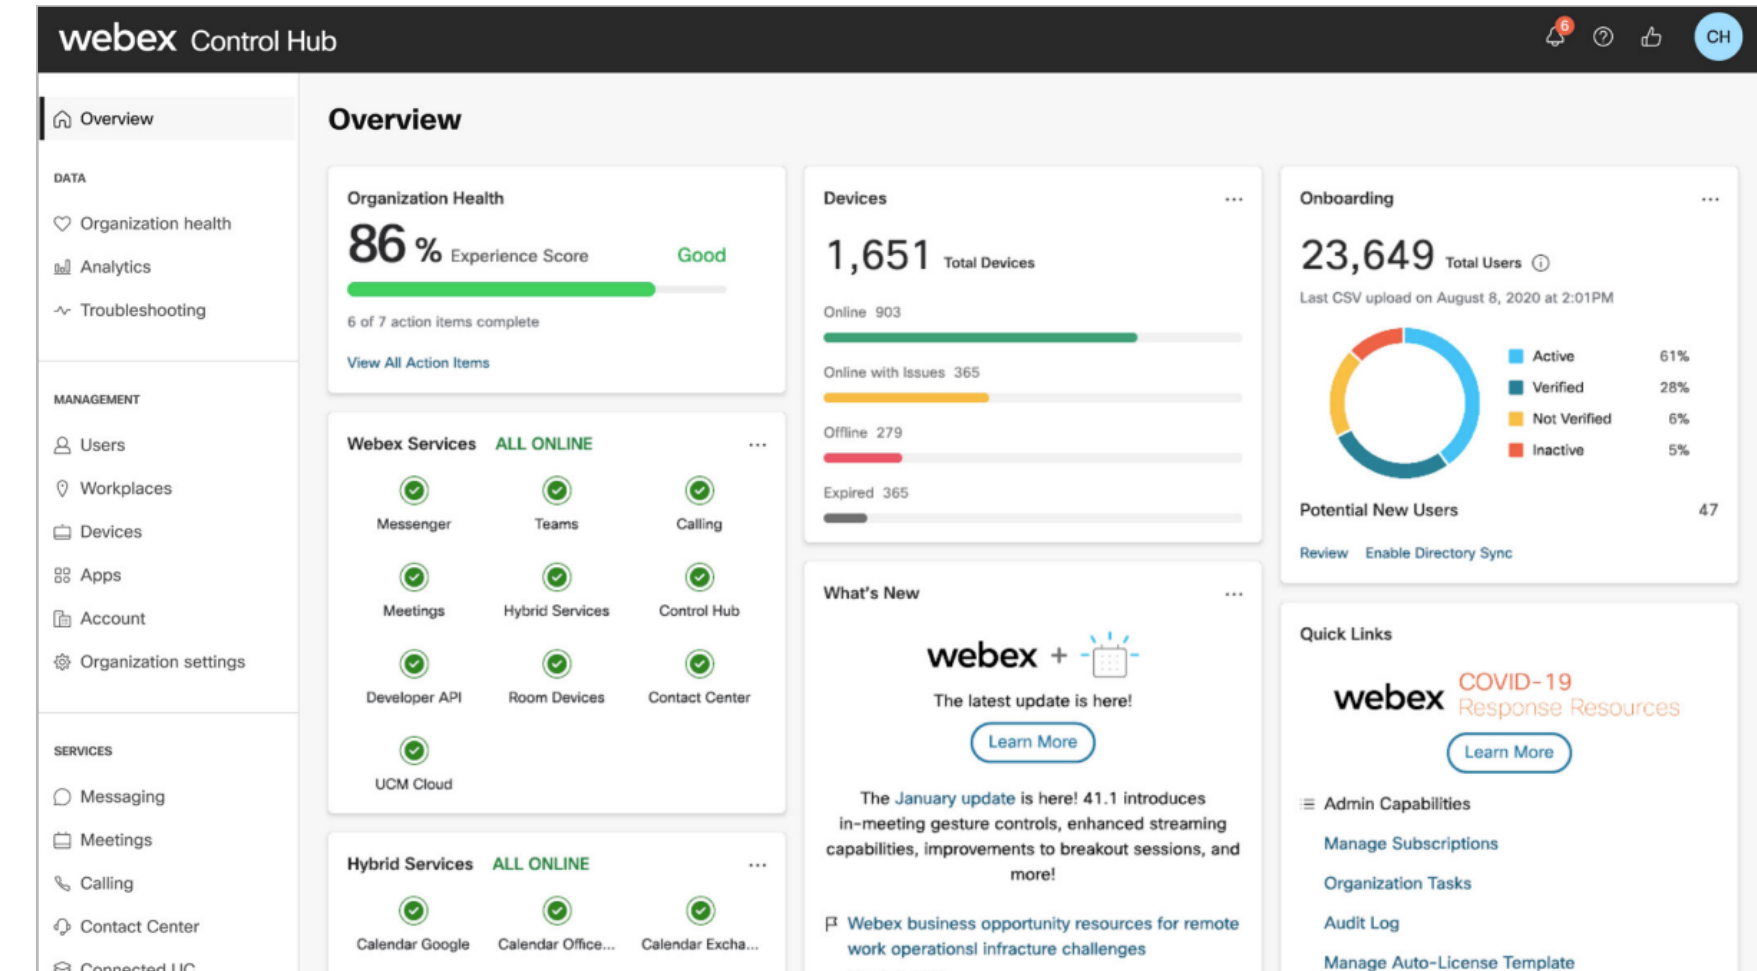 webex Control Hub
6
CH
Overview
DATA
Organization health
Analytics
Troubleshooting
MANAGEMENT
Users
Workplaces
Devices
Apps
Account
Organization settings
SERVICES
Messaging
Meetings
Calling
Contact Center
Connected UC
Overview
Organization Health
86 % Experience Score Good
6 of 7 action items complete
View All Action Items
Webex Services ALL ONLINE
Messenger Teams Calling
Meetings Hybrid Services Control Hub
Developer API Room Devices Contact Center
UCM Cloud
Hybrid Services ALL ONLINE
Calendar Google Calendar Office... Calendar Excha...
Devices
1,651 Total Devices
Online 903
Online with Issues 365
Offline 279
Expired 365
What's New
webex +
The latest update is here!
Learn More
The January update is here! 41.1 introduces
in-meeting gesture controls, enhanced streaming
capabilities, improvements to breakout sessions, and
more!
Webex business opportunity resources for remote
work operationsl infracture challenges
Onboarding
23,649 Total Users
Last CSV upload on August 8, 2020 at 2:01PM
Active 61%
Verified 28%
Not Verified 6%
Inactive 5%
Potential New Users 47
Review Enable Directory Sync
Quick Links
webex COVID-19
Response Resources
Learn More
Admin Capabilities
Manage Subscriptions
Organization Tasks
Audit Log
Manage Auto-License Template